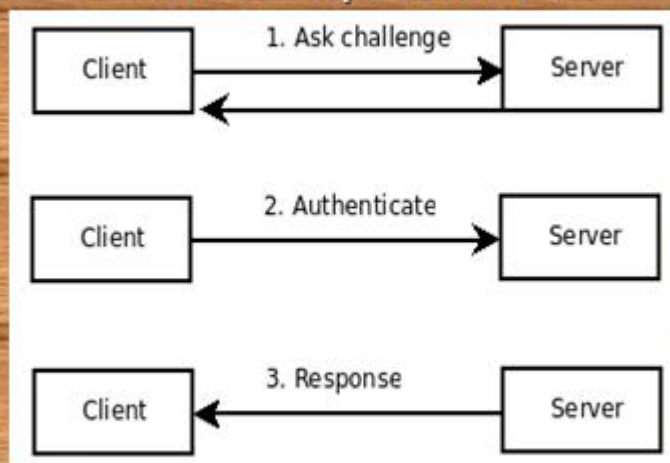 1. Ask challenge
Client Server
2. Authenticate
Client Server
3. Response
Client Server